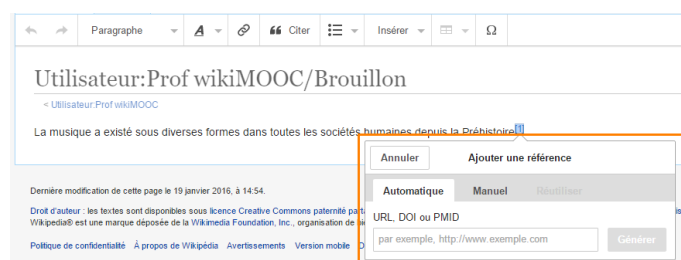 Paragraphe A Citer Insérer Ω
Utilisateur:Prof wikiMOOC/Brouillon
< Utilisateur:Prof wikiMOOC
La musique a existé sous diverses formes dans toutes les sociétés humaines depuis la Préhistoire[1]
Annuler Ajouter une référence
Automatique Manuel Réutiliser
URL, DOI ou PMID
par exemple, http://www.exemple.com Générer
Dernière modification de cette page le 19 janvier 2016, à 14:54.
Droit d'auteur : les textes sont disponibles sous licence Creative Commons paternité
Wikipedia® est une marque déposée de la Wikimedia Foundation, Inc., organisation de
Politique de confidentialité À propos de Wikipédia Avertissements Version mobile